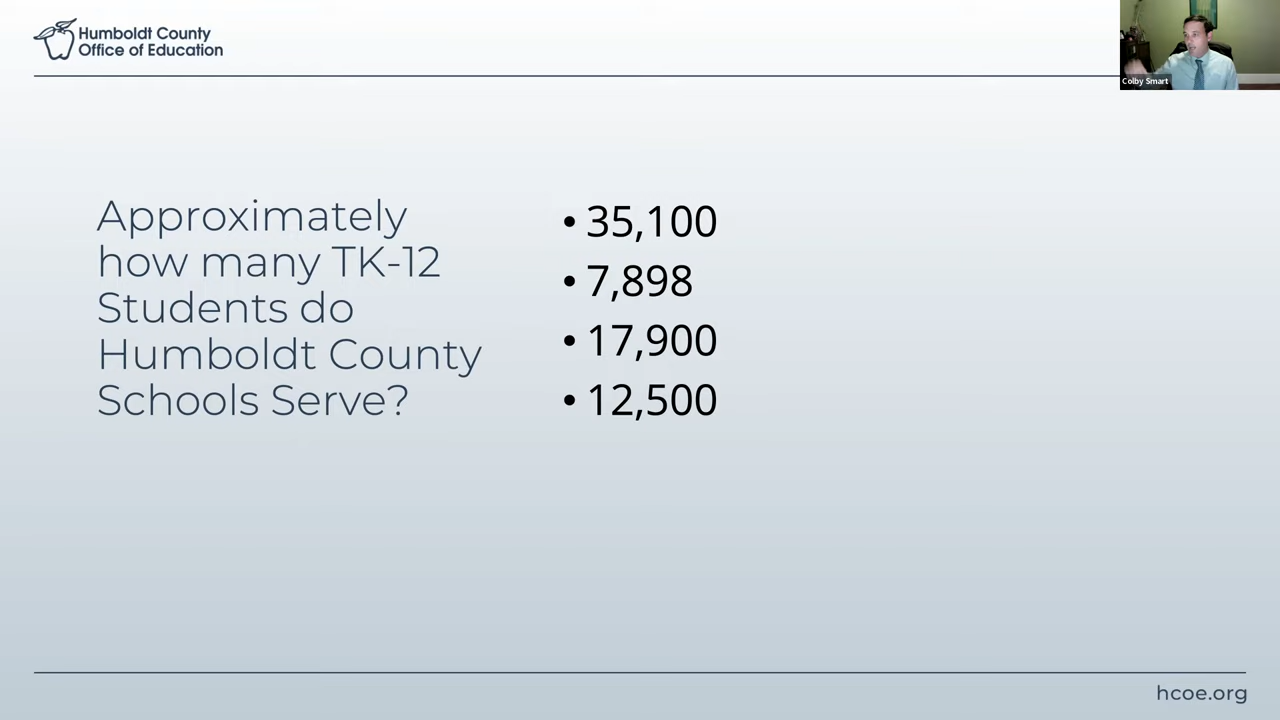 Humboldt County
Office of Education
Colby Smart
Approximately
how many TK-12
Students do
Humboldt County
Schools Serve?
• 35,100
• 7,898
• 17,900
• 12,500
hcoe.org